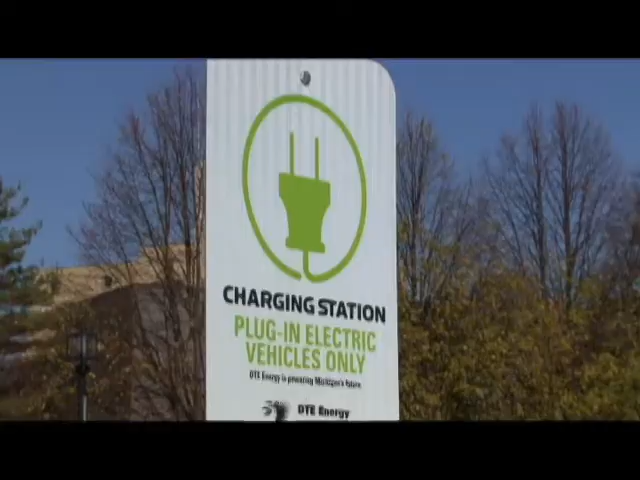 CHARGING STATION
PLUG-IN ELECTRIC
VEHICLES ONLY
DTE Energy is powering Michigan's future
DTE Energy